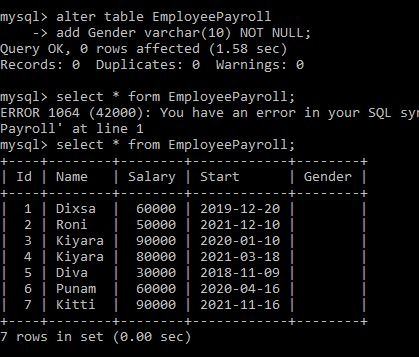 mysql> alter table EmployeePayroll
    -> add Gender varchar(10) NOT NULL;
Query OK, 0 rows affected (1.58 sec)
Records: 0  Duplicates: 0  Warnings: 0

mysql> select * form EmployeePayroll;
ERROR 1064 (42000): You have an error in your SQL syn
Payroll' at line 1
mysql> select * from EmployeePayroll;
+----+--------+--------+------------+--------+
| Id | Name   | Salary | Start      | Gender |
+----+--------+--------+------------+--------+
|  1 | Dixsa  |  60000 | 2019-12-20 |        |
|  2 | Roni   |  50000 | 2021-12-10 |        |
|  3 | Kiyara |  90000 | 2020-01-10 |        |
|  4 | Kiyara |  80000 | 2021-03-18 |        |
|  5 | Diva   |  30000 | 2018-11-09 |        |
|  6 | Punam  |  60000 | 2020-04-16 |        |
|  7 | Kitti  |  90000 | 2021-11-16 |        |
+----+--------+--------+------------+--------+
7 rows in set (0.00 sec)